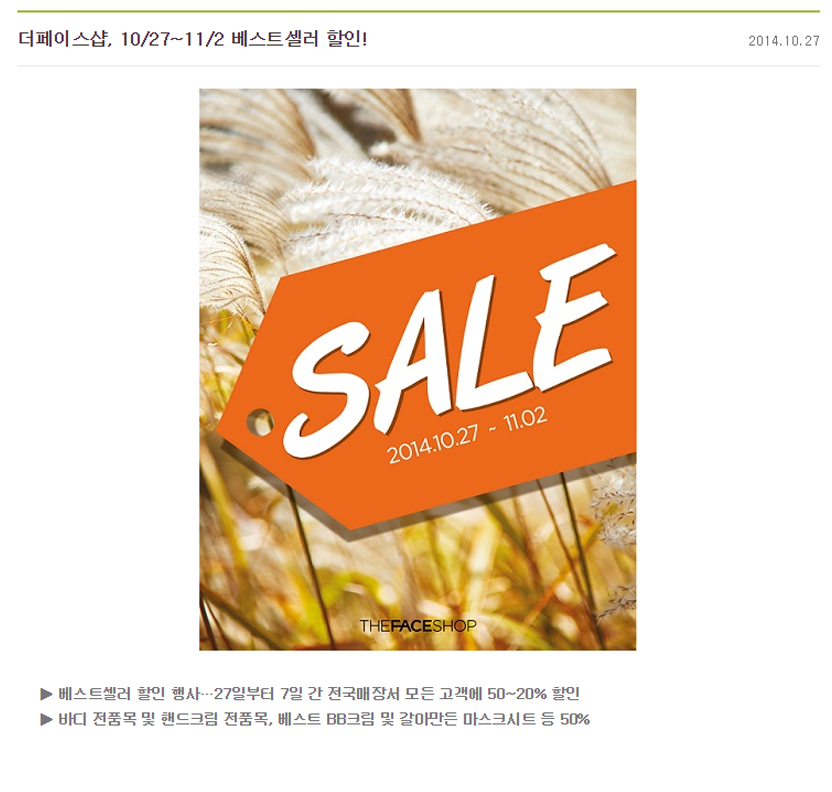 더페이스샵, 10/27~11/2 베스트셀러 할인!
2014.10.27
SALE
2014.10.27 ~ 11.02
THEFACESHOP
▶ 베스트셀러 할인 행사…27일부터 7일 간 전국매장서 모든 고객에 50~20% 할인
▶ 바디 전품목 및 핸드크림 전품목, 베스트 BB크림 및 갈아만든 마스크시트 등 50%